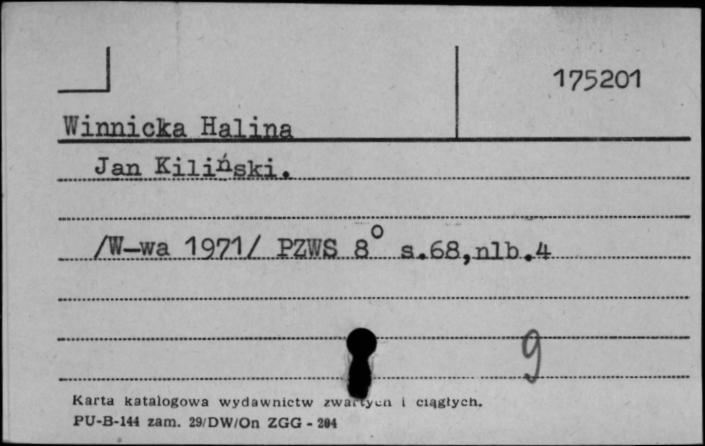 175201
Winnicka Halina
Jan Kiliński.
/W-wa 1971/ PZWS 8° s.68,nlb.4
9
Karta katalogowa wydawnictw zwartych i ciągłych.
PU-B-144 zam. 29/DW/On ZGG - 204